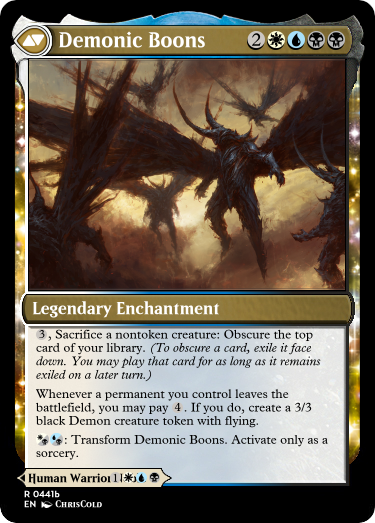 Demonic Boons 2
Legendary Enchantment
3, Sacrifice a nontoken creature: Obscure the top
card of your library. (To obscure a card, exile it face
down. You may play that card for as long as it remains
exiled on a later turn.)
Whenever a permanent you control leaves the
battlefield, you may pay 4. If you do, create a 3/3
black Demon creature token with flying.
: Transform Demonic Boons. Activate only as a
sorcery.
Human Warrior
R 0441b
EN ChrisCold